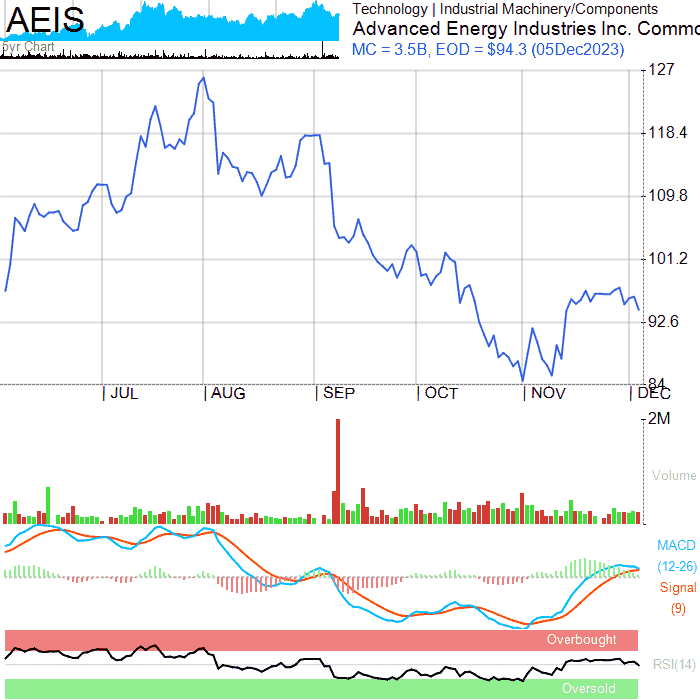 AEIS
5yr Chart
Technology | Industrial Machinery/Components
Advanced Energy Industries Inc. Commo
MC = 3.5B, EOD = $94.3 (05Dec2023)
127
118.4
109.8
101.2
92.6
84
JUL
AUG
SEP
OCT
NOV
DEC
2M
Volume
MACD
(12-26)
Signal
(9)
Overbought
RSI(14)
Oversold